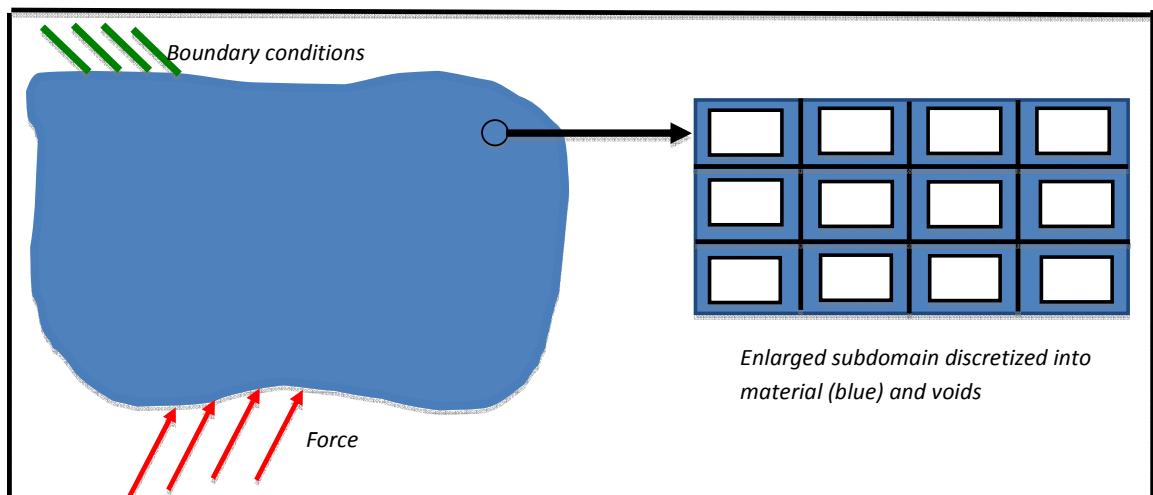 Boundary conditions
Enlarged subdomain discretized into
material (blue) and voids
Force